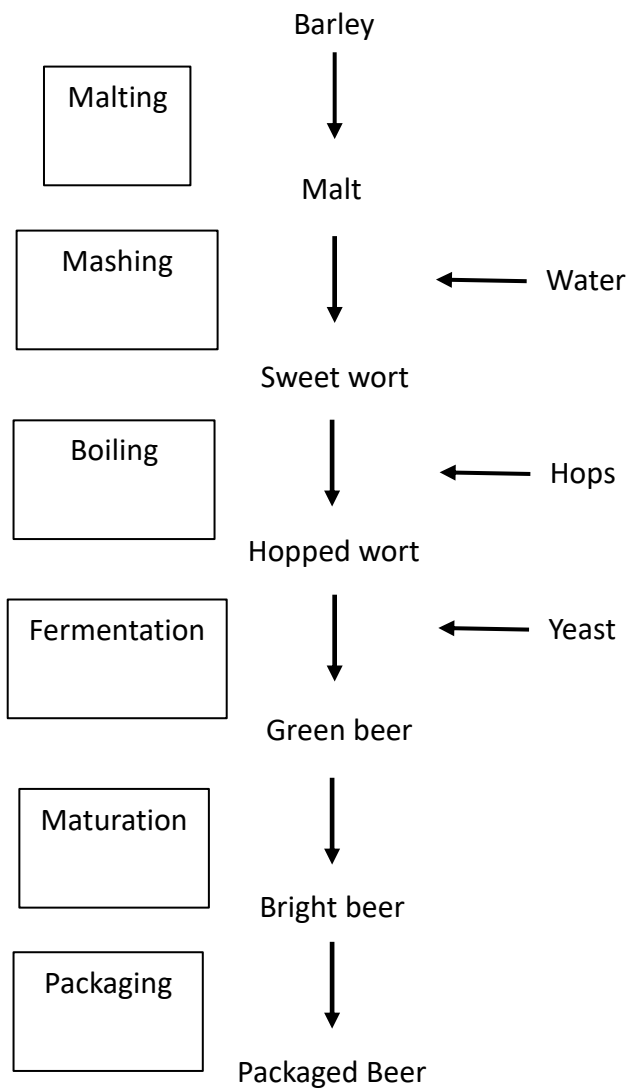 Barley
Malting
Malt
Mashing
Water
Sweet wort
Boiling
Hops
Hopped wort
Fermentation
Yeast
Green beer
Maturation
Bright beer
Packaging
Packaged Beer